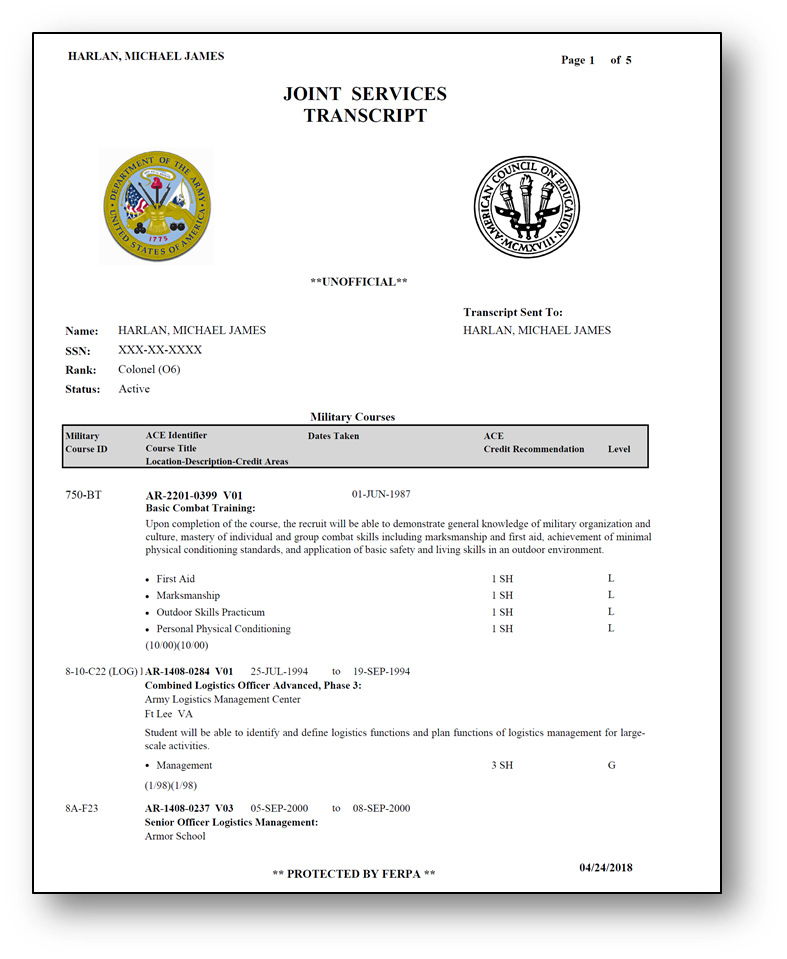 HARLAN, MICHAEL JAMES
Page 1 of 5
JOINT SERVICES
TRANSCRIPT
DEPARTMENT OF THE ARMY
UNITED STATES OF AMERICA
1775
AMERICAN COUNCIL ON EDUCATION
MCMXVIII
**UNOFFICIAL**
Transcript Sent To:
Name: HARLAN, MICHAEL JAMES HARLAN, MICHAEL JAMES
SSN: XXX-XX-XXXX
Rank: Colonel (O6)
Status: Active
Military Courses
Military ACE Identifier Dates Taken ACE
Course ID Course Title Credit Recommendation Level
Location-Description-Credit Areas
750-BT AR-2201-0399 V01 01-JUN-1987
Basic Combat Training:
Upon completion of the course, the recruit will be able to demonstrate general knowledge of military organization and
culture, mastery of individual and group combat skills including marksmanship and first aid, achievement of minimal
physical conditioning standards, and application of basic safety and living skills in an outdoor environment.
• First Aid 1 SH L
• Marksmanship 1 SH L
• Outdoor Skills Practicum 1 SH L
• Personal Physical Conditioning 1 SH L
(10/00)(10/00)
8-10-C22 (LOG) AR-1408-0284 V01 25-JUL-1994 to 19-SEP-1994
Combined Logistics Officer Advanced, Phase 3:
Army Logistics Management Center
Ft Lee VA
Student will be able to identify and define logistics functions and plan functions of logistics management for large-
scale activities.
• Management 3 SH G
(1/98)(1/98)
8A-F23 AR-1408-0237 V03 05-SEP-2000 to 08-SEP-2000
Senior Officer Logistics Management:
Armor School
04/24/2018
** PROTECTED BY FERPA **